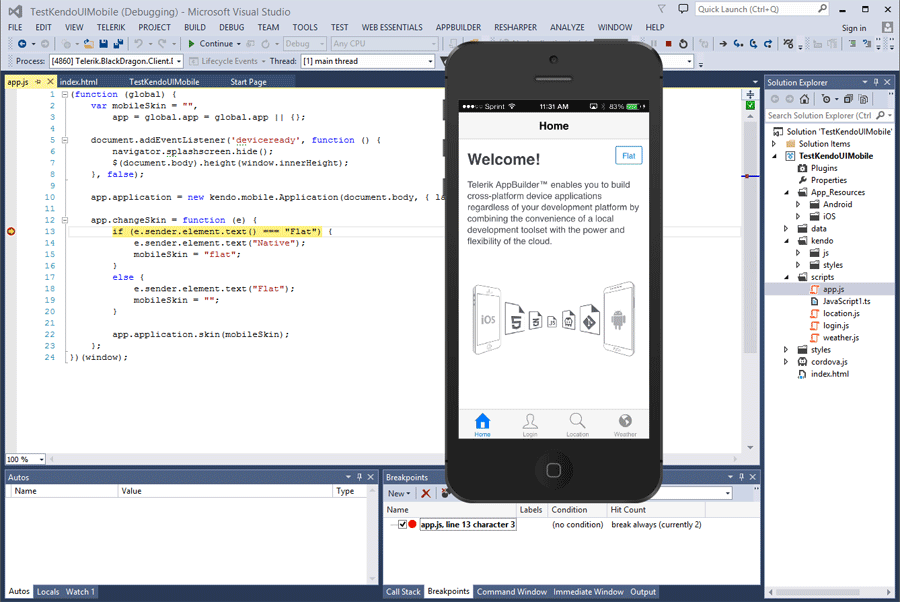 TestKendoUIMobile (Debugging) - Microsoft Visual Studio
Quick Launch (Ctrl+Q)
FILE EDIT VIEW TELERIK PROJECT BUILD DEBUG TEAM TOOLS TEST WEB ESSENTIALS APPBUILDER RESHARPER ANALYZE WINDOW HELP
Sign in
Continue
Debug
Any CPU
Process: [4860] Telerik.BlackDragon.Client.I
Lifecycle Events
Thread: [1] main thread
app.js
index.html
TestKendoUIMobile
Start Page
1 (function (global) {
2 var mobileSkin = "",
3 app = global.app = global.app || {};
4
5 document.addEventListener('deviceready', function () {
6 navigator.splashscreen.hide();
7 $(document.body).height(window.innerHeight);
8 }, false);
9
10 app.application = new kendo.mobile.Application(document.body, {
11
12 app.changeSkin = function (e) {
13 if (e.sender.element.text() === "Flat") {
14 e.sender.element.text("Native");
15 mobileSkin = "flat";
16 }
17 else {
18 e.sender.element.text("Flat");
19 mobileSkin = "";
20 }
21
22 app.application.skin(mobileSkin);
23 };
24 })(window);
100 %
Sprint
11:31 AM
83%
Home
Welcome!
Flat
Telerik AppBuilder™ enables you to build
cross-platform device applications
regardless of your development platform by
combining the convenience of a local
development toolset with the power and
flexibility of the cloud.
iOS
JS
Home
Login
Location
Weather
Solution Explorer
Search Solution Explorer (Ctrl
Solution 'TestKendoUIMobile'
Solution Items
TestKendoUIMobile
Plugins
Properties
App_Resources
Android
iOS
data
kendo
js
styles
scripts
app.js
JavaScript1.ts
location.js
login.js
weather.js
styles
cordova.js
index.html
Autos
Name Value Type
Autos Locals Watch 1
Breakpoints
New
Name Labels Condition Hit Count
app.js, line 13 character 3 (no condition) break always (currently 2)
Call Stack Breakpoints Command Window Immediate Window Output